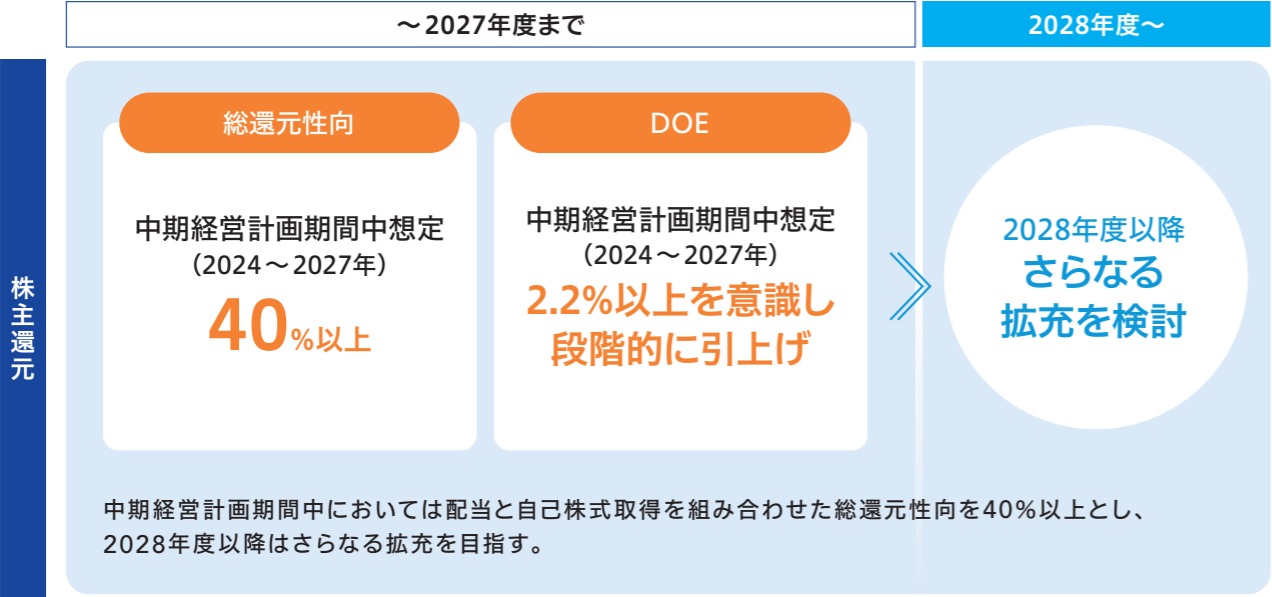 ～2027年度まで
2028年度～
株主還元
総還元性向
中期経営計画期間中想定
（2024～2027年）
40%以上
DOE
中期経営計画期間中想定
（2024～2027年）
2.2%以上を意識し
段階的に引上げ
2028年度以降
さらなる
拡充を検討
中期経営計画期間中においては配当と自己株式取得を組み合わせた総還元性向を40%以上とし、
2028年度以降はさらなる拡充を目指す。